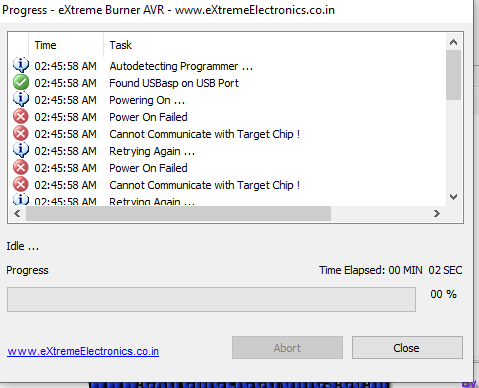 Progress - eXtreme Burner AVR - www.eXtremeElectronics.co.in
Time Task
02:45:58 AM Autodetecting Programmer ...
02:45:58 AM Found USBasp on USB Port
02:45:58 AM Powering On ...
02:45:58 AM Power On Failed
02:45:58 AM Cannot Communicate with Target Chip !
02:45:58 AM Retrying Again ...
02:45:58 AM Power On Failed
02:45:58 AM Cannot Communicate with Target Chip !
02:45:58 AM Retrying Again ...
Idle ...
Progress Time Elapsed: 00 MIN 02 SEC
00 %
www.eXtremeElectronics.co.in Abort Close
By